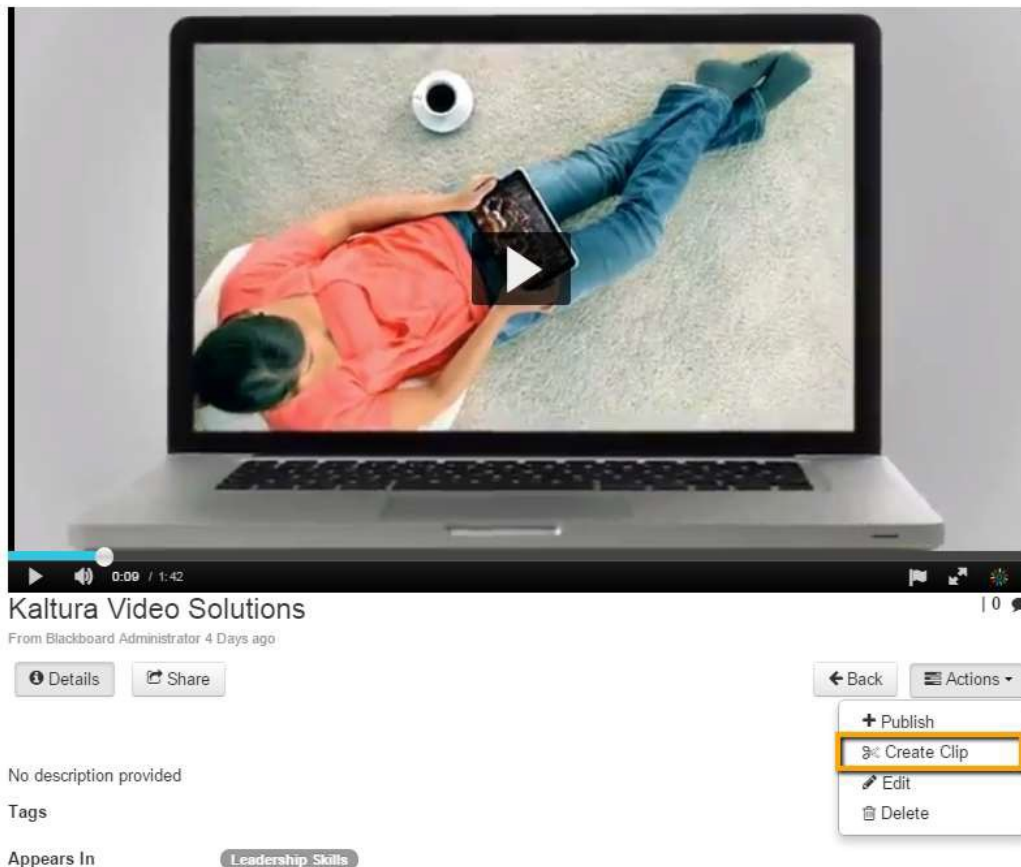 0:09 / 1:42
Kaltura Video Solutions
| 0
From Blackboard Administrator 4 Days ago
Details Share Back Actions
Publish
Create Clip
No description provided
Edit
Tags
Delete
Appears In Leadership Skills